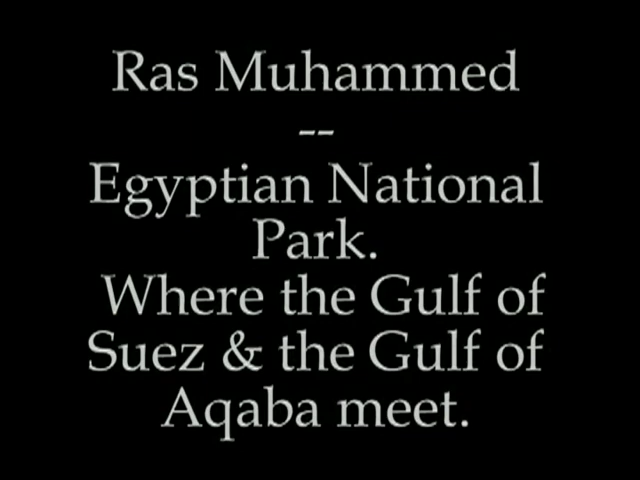 Ras Muhammed
--
Egyptian National
Park.
Where the Gulf of
Suez & the Gulf of
Aqaba meet.